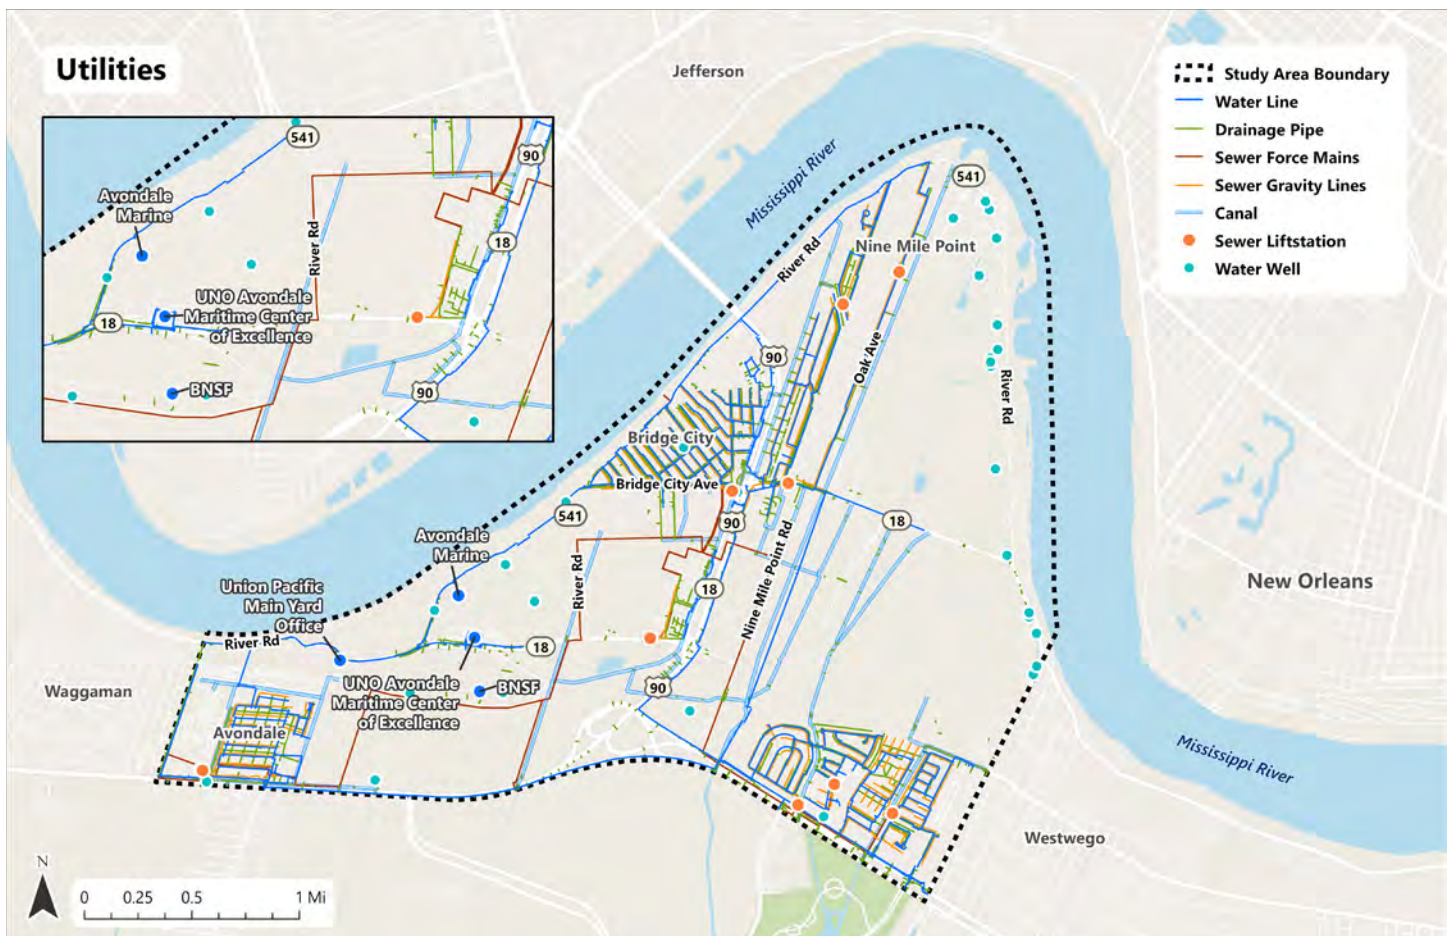 Utilities
Jefferson
Study Area Boundary
Water Line
Drainage Pipe
Sewer Force Mains
Sewer Gravity Lines
Canal
Sewer Liftstation
Water Well
541
90
Avondale
Marine
River Rd
18
UNO Avondale
Maritime Center
of Excellence
18
90
BNSF
Mississippi River
541
River Rd
Nine Mile Point
90
Oak Ave
River Rd
Bridge City
Bridge City Ave
541
90
18
Nine Mile Point Rd
Avondale
Marine
River Rd
18
New Orleans
Union Pacific
Main Yard
Office
River Rd
18
UNO Avondale
Maritime Center
of Excellence
BNSF
90
Waggaman
Avondale
Mississippi River
Westwego
N
0 0.25 0.5 1 Mi